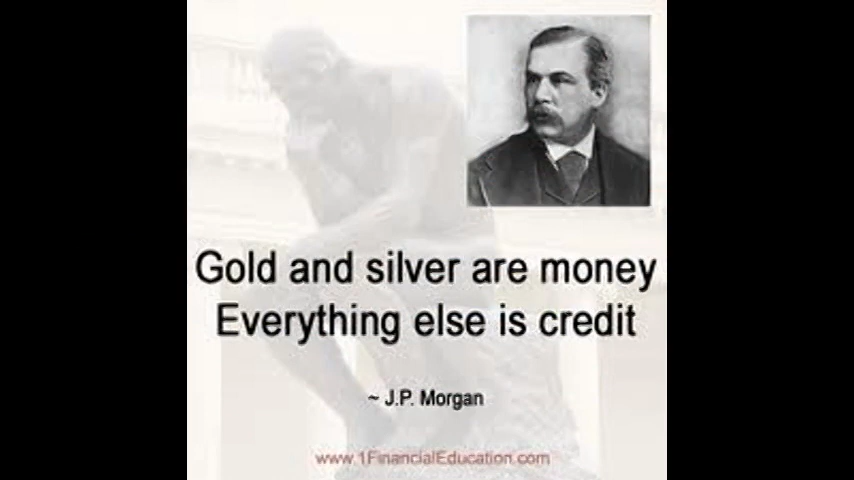 Gold and silver are money
Everything else is credit
~ J.P. Morgan
www.1FinancialEducation.com